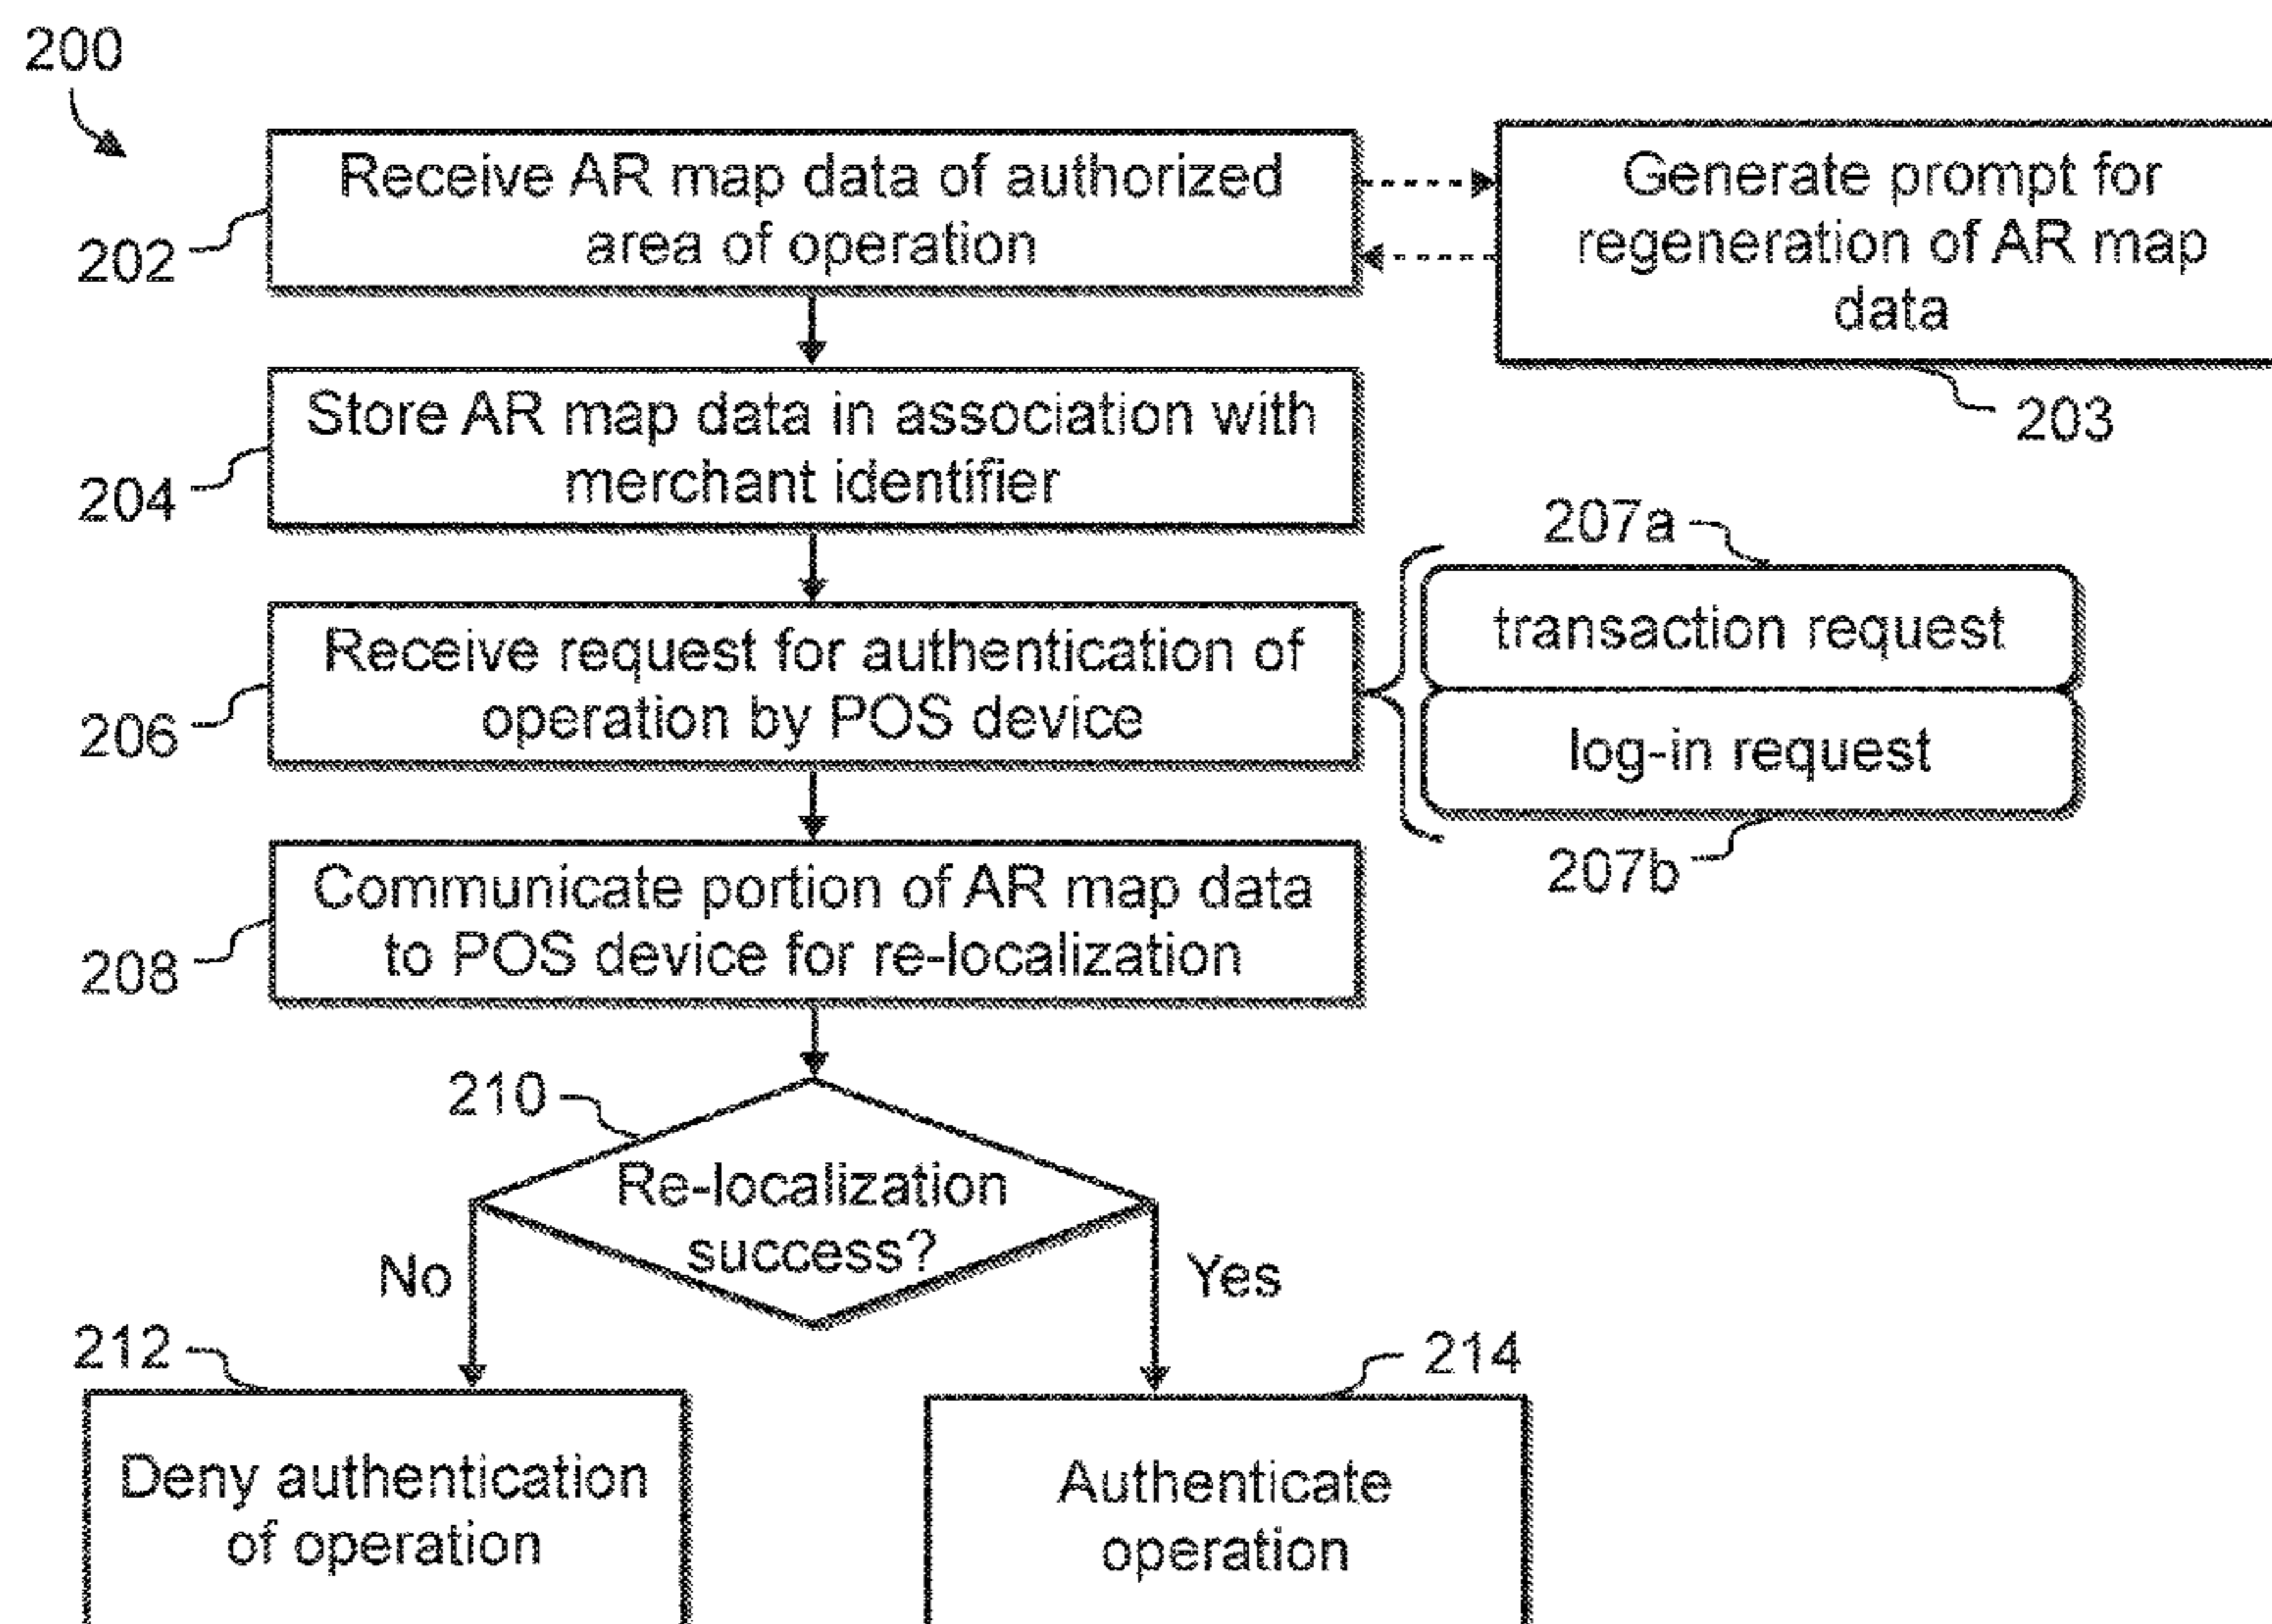 200
Receive AR map data of authorized
area of operation
202
Generate prompt for
regeneration of AR map
data
203
Store AR map data in association with
merchant identifier
204
207a
transaction request
log-in request
207b
Receive request for authentication of
operation by POS device
206
Communicate portion of AR map data
to POS device for re-localization
208
210
Re-localization
success?
No
Yes
212
Deny authentication
of operation
214
Authenticate
operation